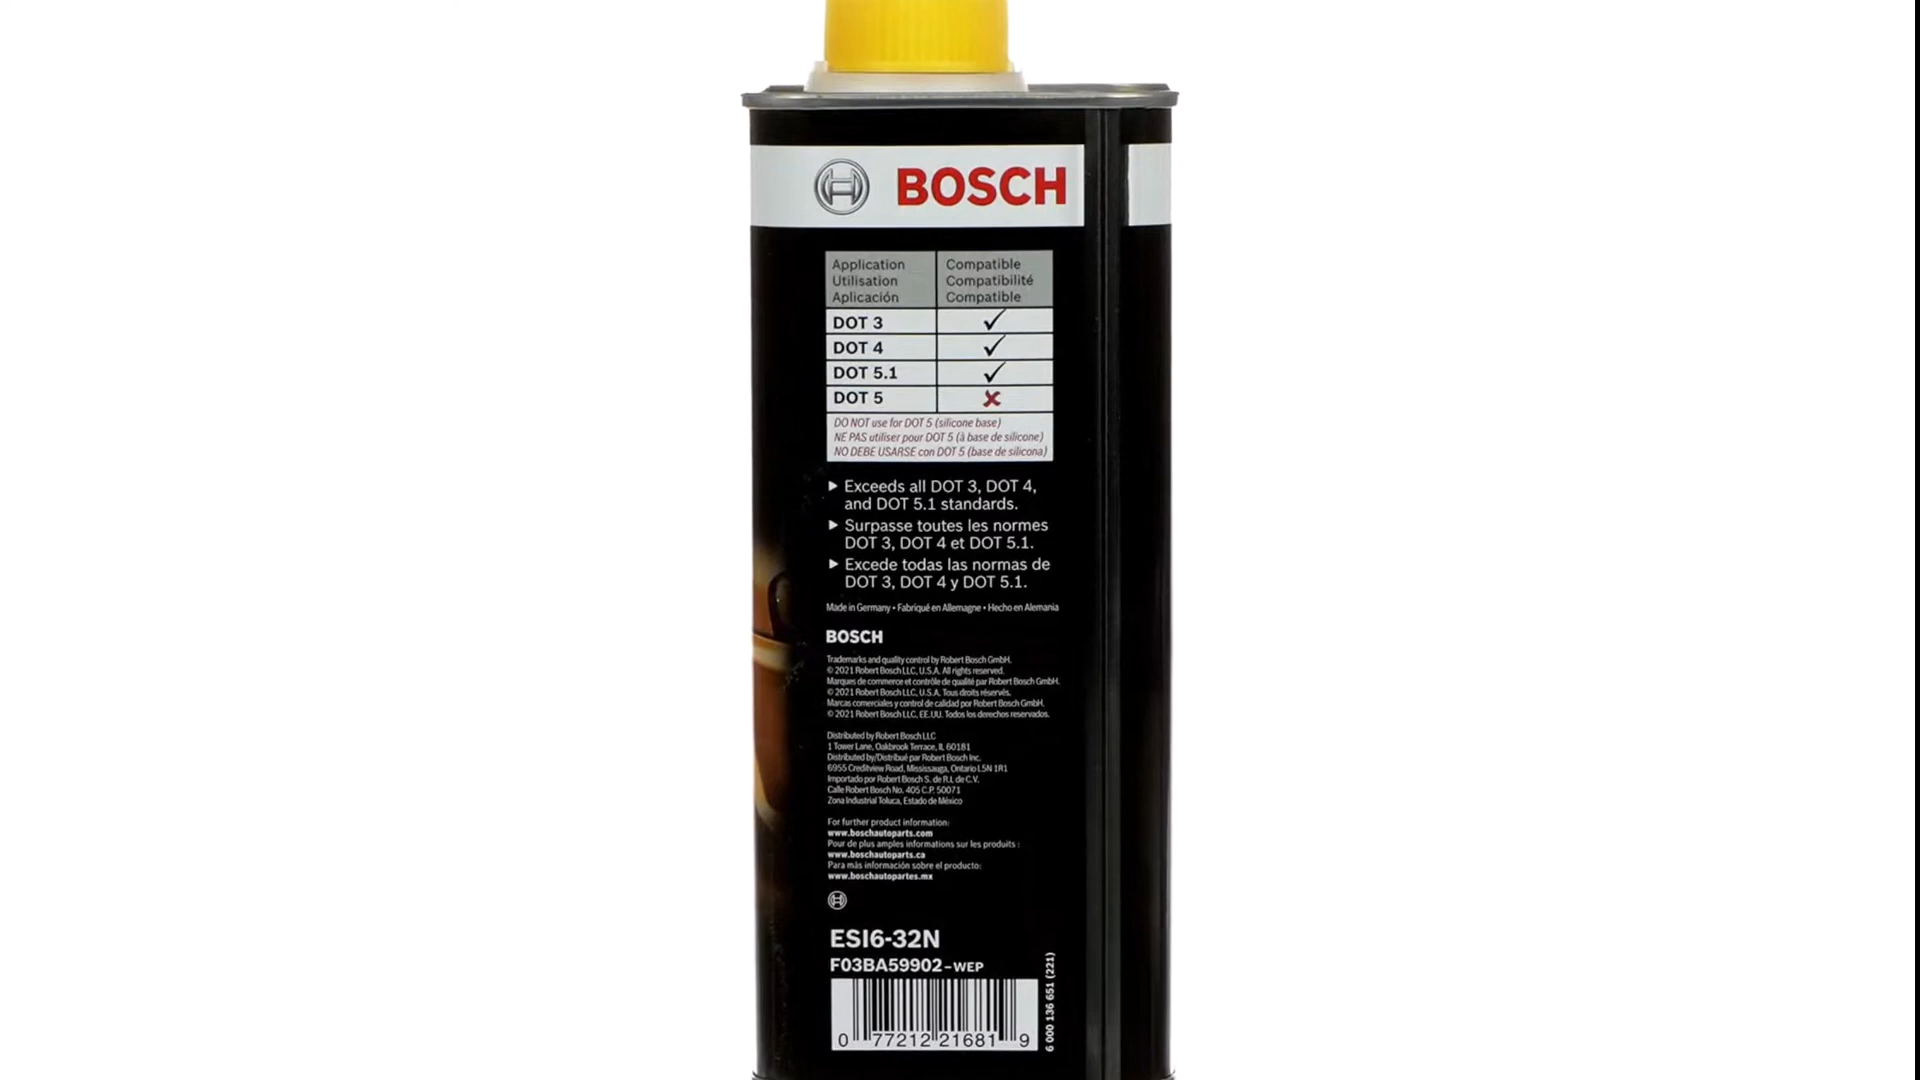 BOSCH
Application Compatible
Utilisation Compatibilité
Aplicación Compatible
DOT 3 ✓
DOT 4 ✓
DOT 5.1 ✓
DOT 5 ✗
DO NOT use for DOT 5 (silicone base)
NE PAS utiliser pour DOT 5 (à base de silicone)
NO DEBE USARSE con DOT 5 (base de silicona)
▶ Exceeds all DOT 3, DOT 4,
and DOT 5.1 standards.
▶ Surpasse toutes les normes
DOT 3, DOT 4 et DOT 5.1.
▶ Excede todas las normas de
DOT 3, DOT 4 y DOT 5.1.
Made in Germany • Fabriqué en Allemagne • Hecho en Alemania
BOSCH
Trademarks and quality control by Robert Bosch GmbH.
© 2021 Robert Bosch LLC, U.S.A. All rights reserved.
Marques de commerce et contrôle de qualité par Robert Bosch GmbH.
© 2021 Robert Bosch LLC, U.S.A. Tous droits réservés.
Marcas comerciales y control de calidad por Robert Bosch GmbH.
© 2021 Robert Bosch LLC, EE.UU. Todos los derechos reservados.
Distributed by Robert Bosch LLC
1 Tower Lane, Oakbrook Terrace, IL 60181
Distributed by/Distribué par Robert Bosch Inc.
6955 Creditview Road, Mississauga, Ontario L5N 1R1
Importado por Robert Bosch S. de R.L. de C.V.
Calle Robert Bosch No. 405 C.P. 50071
Zona Industrial Toluca, Estado de México
For further product information:
www.boschautoparts.com
Pour de plus amples informations sur les produits :
www.boschautoparts.ca
Para más información sobre el producto:
www.boschautopartes.mx
ESI6-32N
F03BA59902-WEP
0 77212 21681 9
6 000 136 651 (221)